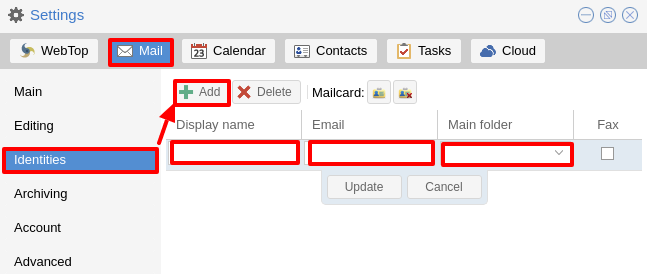 Settings
WebTop Mail 23 Calendar Contacts Tasks Cloud
Main
Editing
Identities
Archiving
Account
Advanced
Add Delete Mailcard:
Display name Email Main folder Fax
Update Cancel